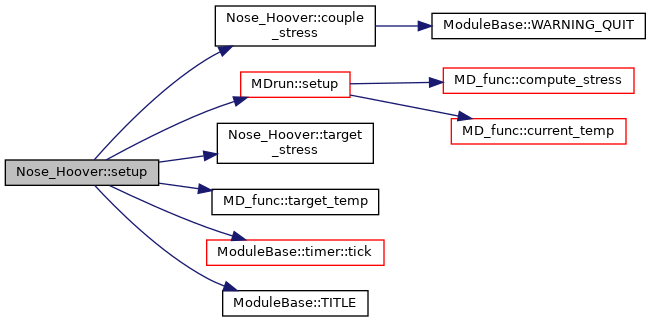 Nose_Hoover::setup
Nose_Hoover::couple
_stress
ModuleBase::WARNING_QUIT
MDrun::setup
MD_func::compute_stress
MD_func::current_temp
Nose_Hoover::target
_stress
MD_func::target_temp
ModuleBase::timer::tick
ModuleBase::TITLE